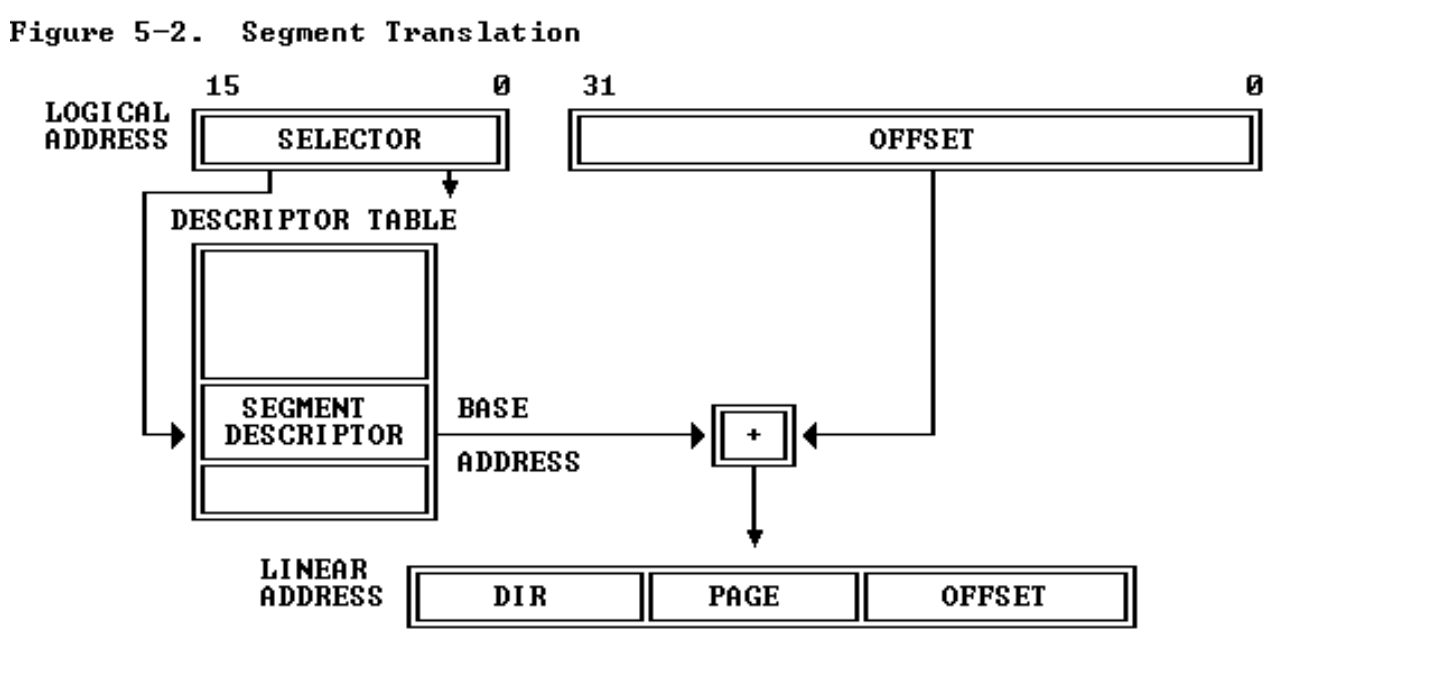 Figure 5-2.  Segment Translation
15 0 31 0
LOGICAL
ADDRESS
SELECTOR
OFFSET
DESCRIPTOR TABLE
SEGMENT
DESCRIPTOR
BASE
ADDRESS
+
LINEAR
ADDRESS
DIR
PAGE
OFFSET